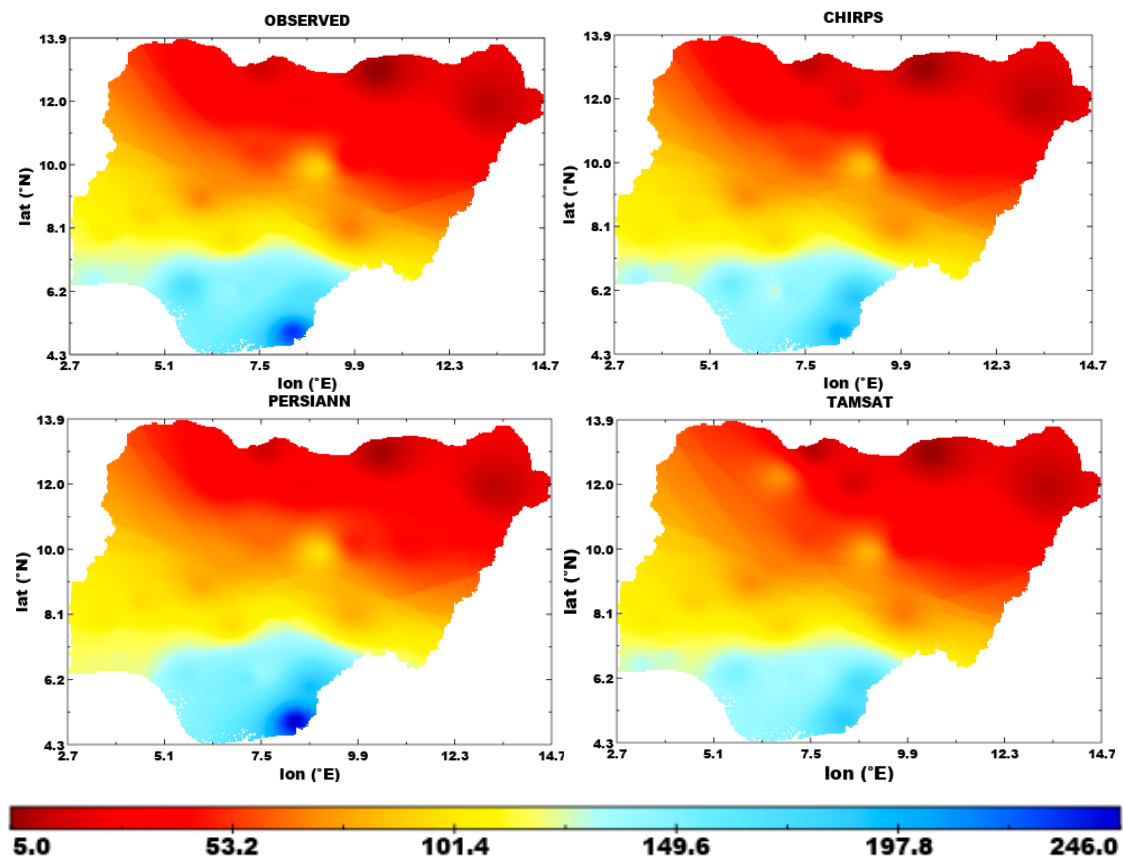 OBSERVED
13.9
12.0
10.0
8.1
6.2
4.3
lat (°N)
2.7 5.1 7.5 9.9 12.3 14.7
lon (°E)
CHIRPS
13.9
12.0
10.0
8.1
6.2
4.3
lat (°N)
2.7 5.1 7.5 9.9 12.3 14.7
lon (°E)
PERSIANN
13.9
12.0
10.0
8.1
6.2
4.3
lat (°N)
2.7 5.1 7.5 9.9 12.3 14.7
lon (°E)
TAMSAT
13.9
12.0
10.0
8.1
6.2
4.3
lat (°N)
2.7 5.1 7.5 9.9 12.3 14.7
lon (°E)
5.0 53.2 101.4 149.6 197.8 246.0